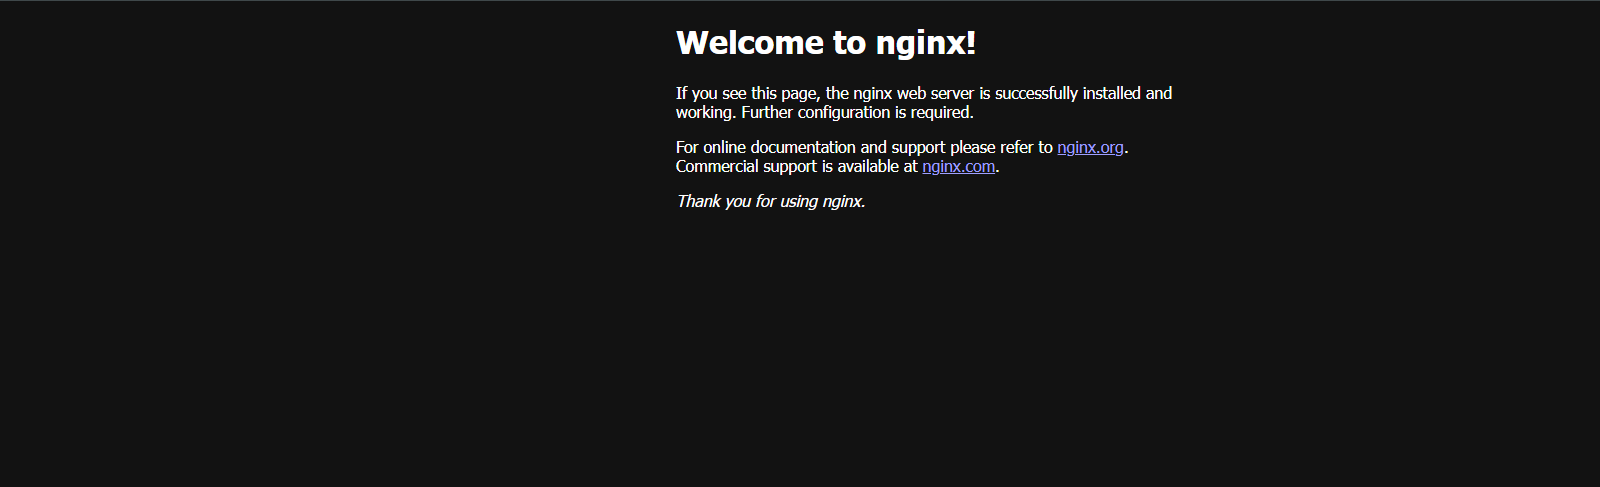 Welcome to nginx!
If you see this page, the nginx web server is successfully installed and
working. Further configuration is required.
For online documentation and support please refer to nginx.org.
Commercial support is available at nginx.com.
Thank you for using nginx.